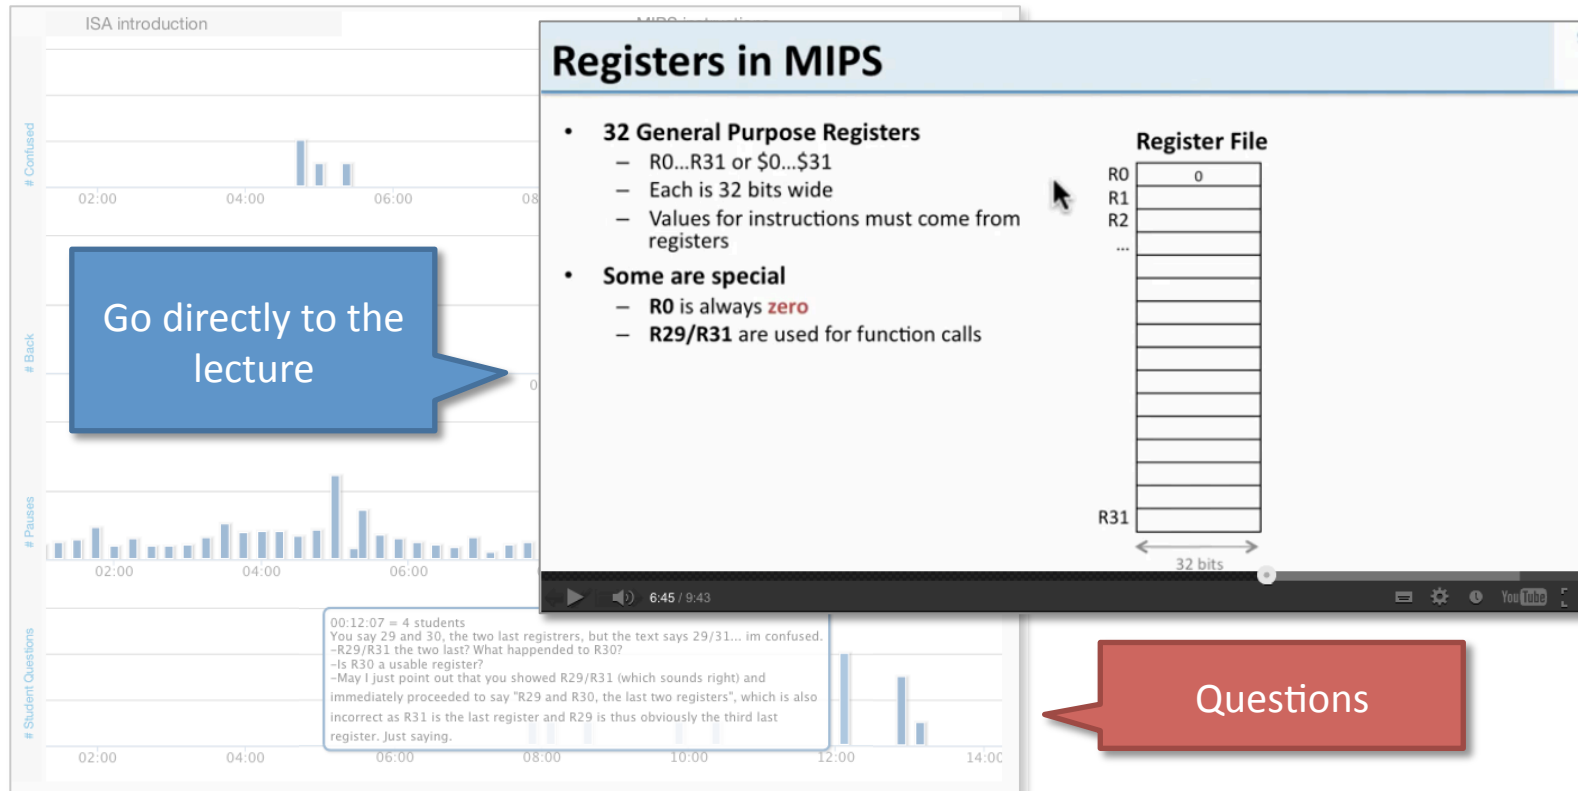 ISA introduction
# Confused
02:00
04:00
06:00
08
Go directly to the
lecture
# Back
0
# Pauses
02:00
04:00
06:00
# Student Questions
00:12:07 = 4 students
You say 29 and 30, the two last registrers, but the text says 29/31... im confused.
-R29/R31 the two last? What happended to R30?
-Is R30 a usable register?
-May I just point out that you showed R29/R31 (which sounds right) and
immediately proceeded to say "R29 and R30, the last two registers", which is also
incorrect as R31 is the last register and R29 is thus obviously the third last
register. Just saying.
02:00
04:00
06:00
08:00
10:00
12:00
14:00
Registers in MIPS
• 32 General Purpose Registers
– R0...R31 or $0...$31
– Each is 32 bits wide
– Values for instructions must come from
registers
• Some are special
– R0 is always zero
– R29/R31 are used for function calls
Register File
R0 0
R1
R2
...
R31
32 bits
6:45 / 9:43
YouTube
Questions